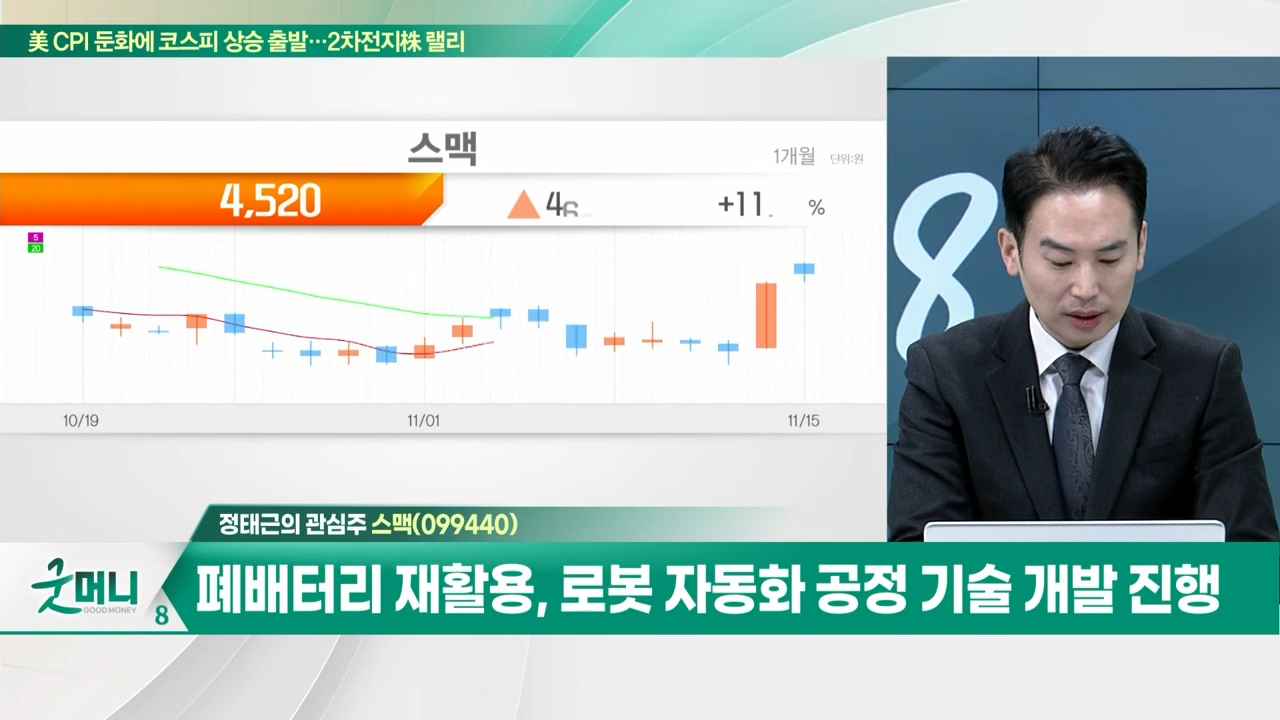 美 CPI 둔화에 코스피 상승 출발…2차전지株 랠리
스맥
1개월 단위:원
4,520
▲ 46
+11. %
5
20
10/19 11/01 11/15
8
정태근의 관심주 스맥(099440)
굿머니
GOOD MONEY
8
폐배터리 재활용, 로봇 자동화 공정 기술 개발 진행